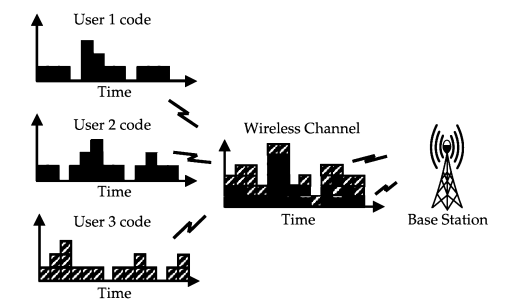 User 1 code
Time
User 2 code
Time
User 3 code
Time
Wireless Channel
Time
Base Station